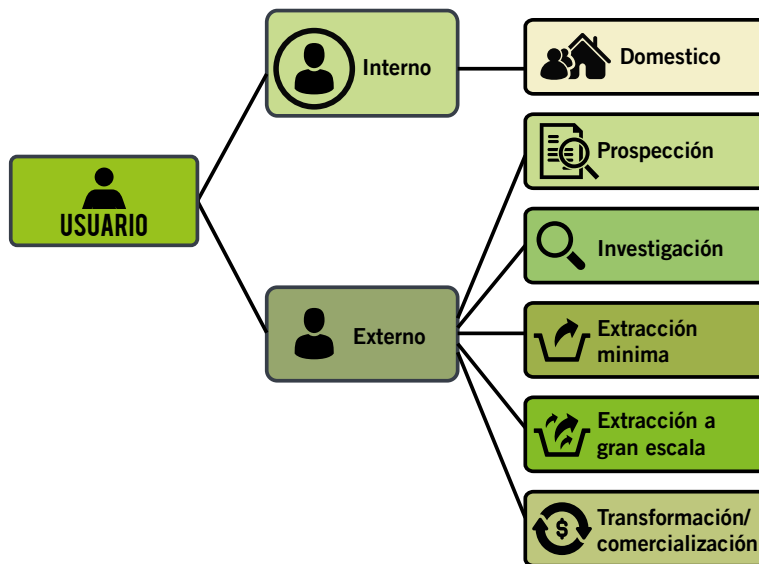 USUARIO
Interno
Externo
Domestico
Prospección
Investigación
Extracción
minima
Extracción a
gran escala
$
Transformación/
comercialización